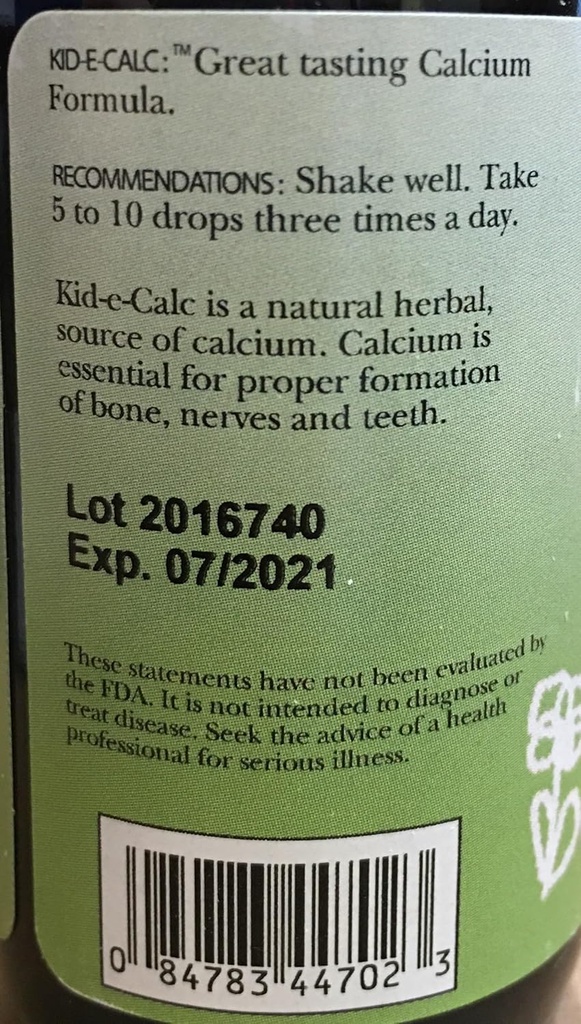 KID-E-CALC:™ Great tasting Calcium
Formula.
RECOMMENDATIONS: Shake well. Take
5 to 10 drops three times a day.
Kid-e-Calc is a natural herbal,
source of calcium. Calcium is
essential for proper formation
of bone, nerves and teeth.
Lot 2016740
Exp. 07/2021
These statements have not been evaluated by
the FDA. It is not intended to diagnose or
treat disease. Seek the advice of a health
professional for serious illness.
0 84783 44702 3